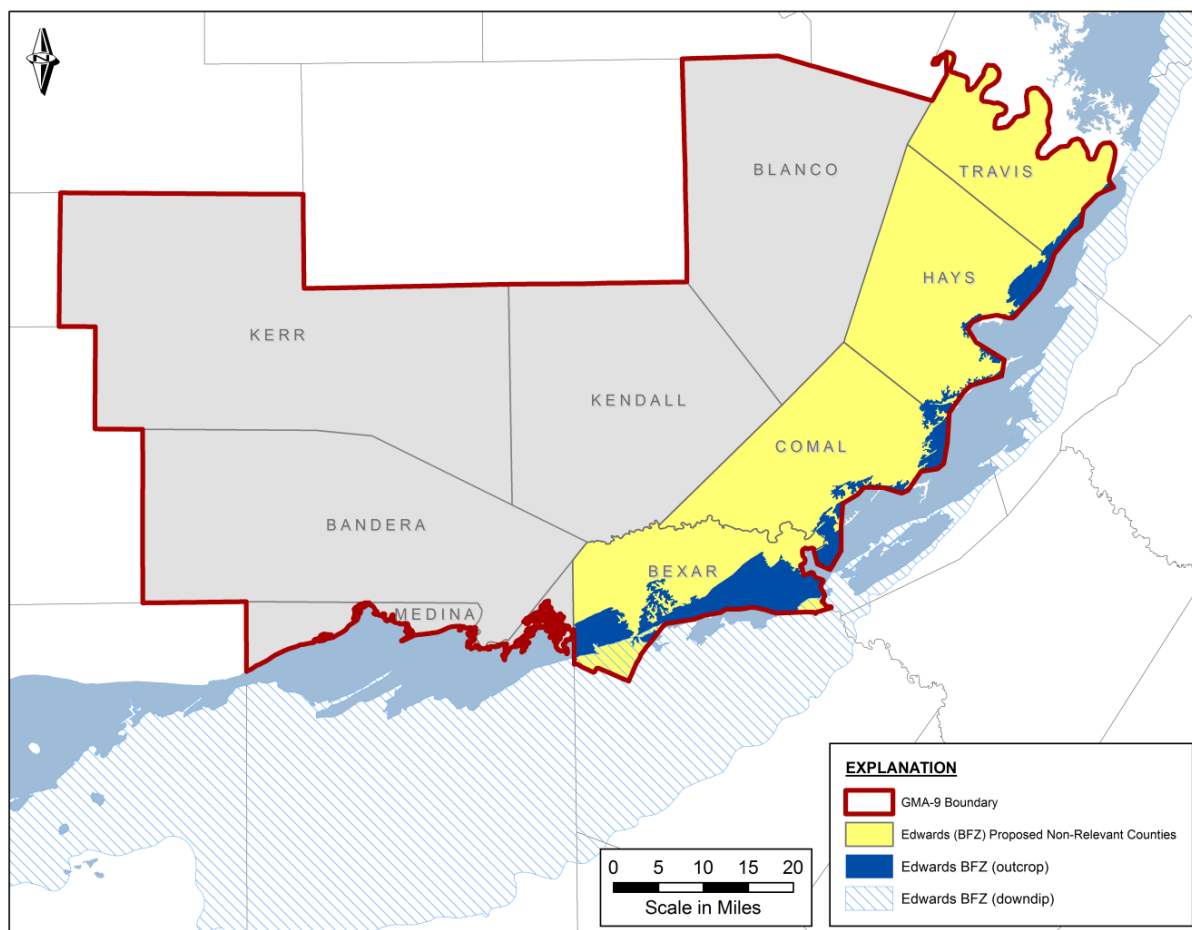 N
BLANCO
TRAVIS
HAYS
KERR
KENDALL
COMAL
BANDERA
BEXAR
MEDINA
EXPLANATION
GMA-9 Boundary
Edwards (BFZ) Proposed Non-Relevant Counties
Edwards BFZ (outcrop)
Edwards BFZ (downdip)
0 5 10 15 20
Scale in Miles